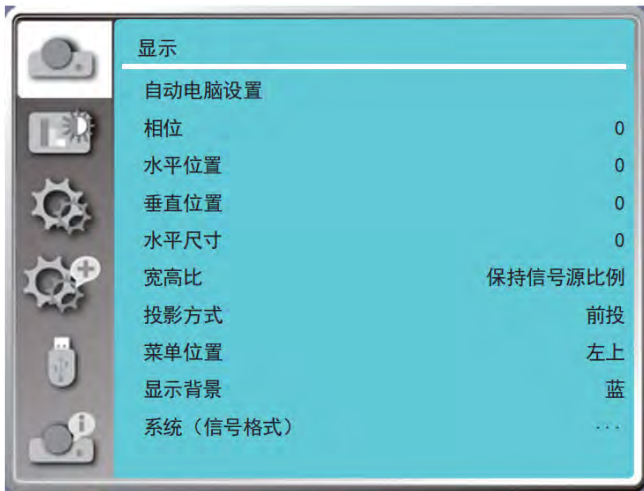 显示
自动电脑设置
相位 0
水平位置 0
垂直位置 0
水平尺寸 0
宽高比 保持信号源比例
投影方式 前投
菜单位置 左上
显示背景 蓝
系统（信号格式） ···